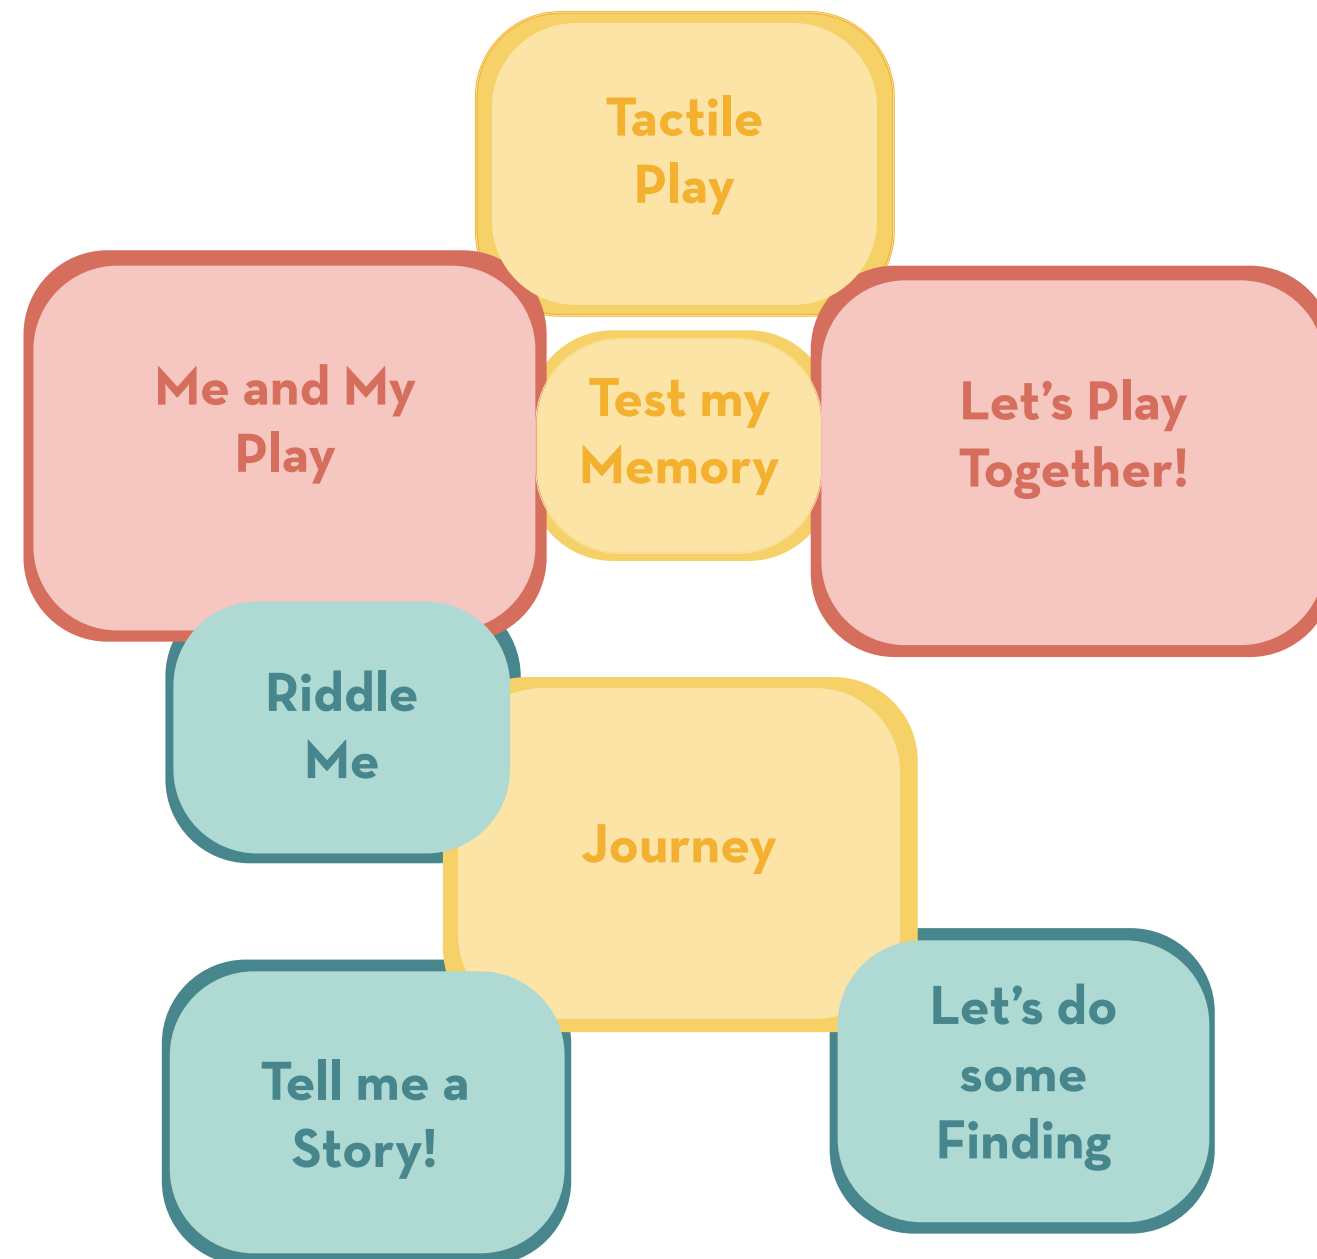 Tactile
Play
Me and My
Play
Test my
Memory
Let's Play
Together!
Riddle
Me
Journey
Tell me a
Story!
Let's do
some
Finding